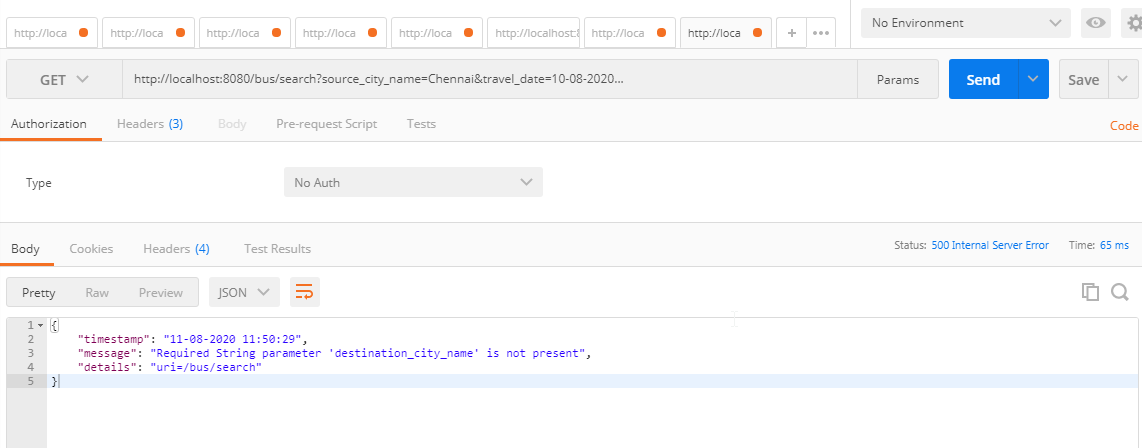 http://loca http://loca http://loca http://loca http://loca http://localhost:8 http://loca http://loca + ••• No Environment
GET http://localhost:8080/bus/search?source_city_name=Chennai&travel_date=10-08-2020... Params Send Save
Authorization Headers (3) Body Pre-request Script Tests Code
Type No Auth
Body Cookies Headers (4) Test Results Status: 500 Internal Server Error Time: 65 ms
Pretty Raw Preview JSON
1 {
2 "timestamp": "11-08-2020 11:50:29",
3 "message": "Required String parameter 'destination_city_name' is not present",
4 "details": "uri=/bus/search"
5 }